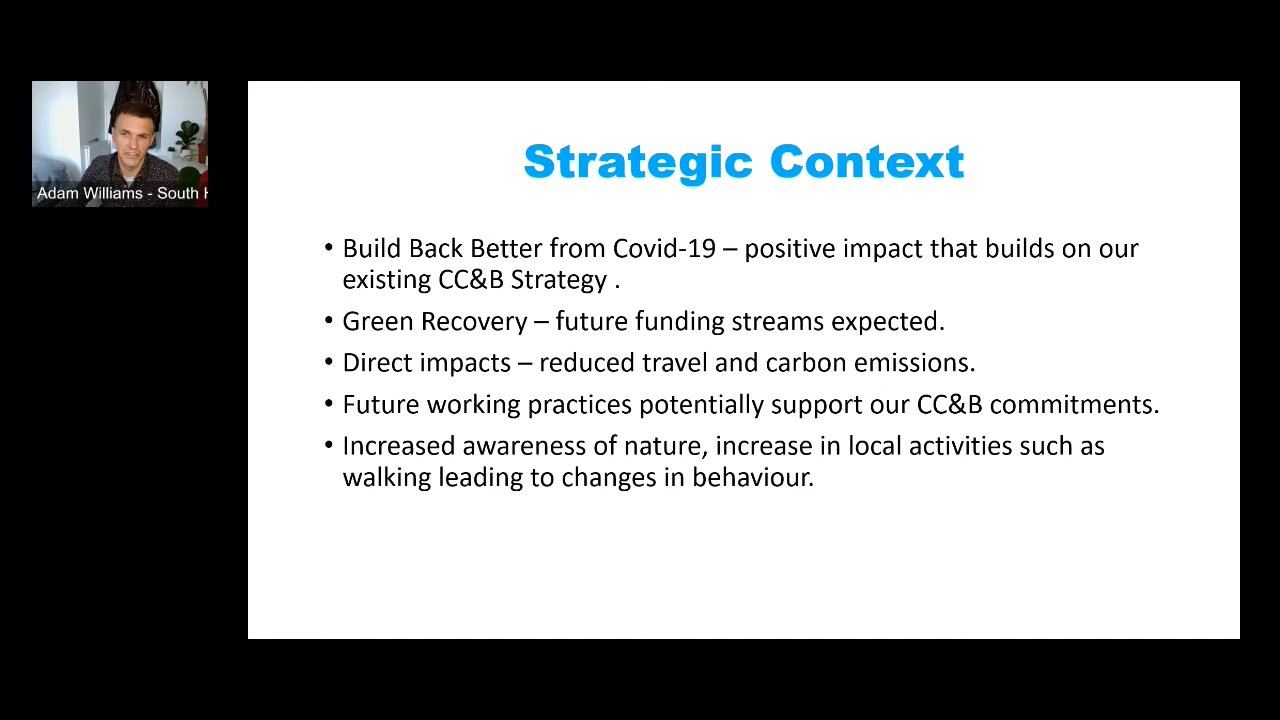 Adam Williams - South H
Strategic Context
• Build Back Better from Covid-19 – positive impact that builds on our
existing CC&B Strategy .
• Green Recovery – future funding streams expected.
• Direct impacts – reduced travel and carbon emissions.
• Future working practices potentially support our CC&B commitments.
• Increased awareness of nature, increase in local activities such as
walking leading to changes in behaviour.